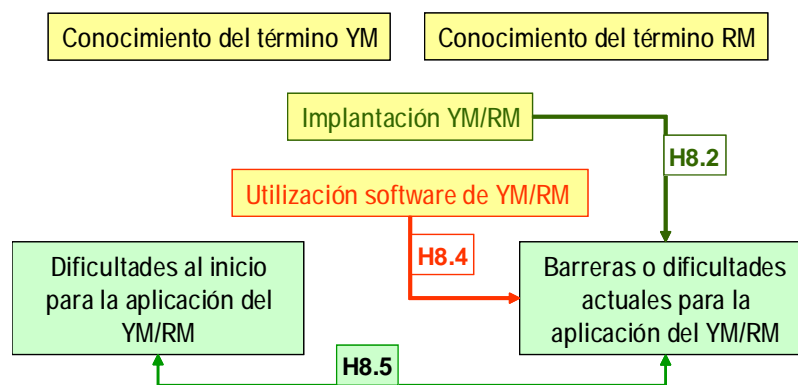 Conocimiento del término YM
Conocimiento del término RM
Implantación YM/RM
H8.2
Utilización software de YM/RM
H8.4
Dificultades al inicio
para la aplicación del
YM/RM
Barreras o dificultades
actuales para la
aplicación del YM/RM
H8.5